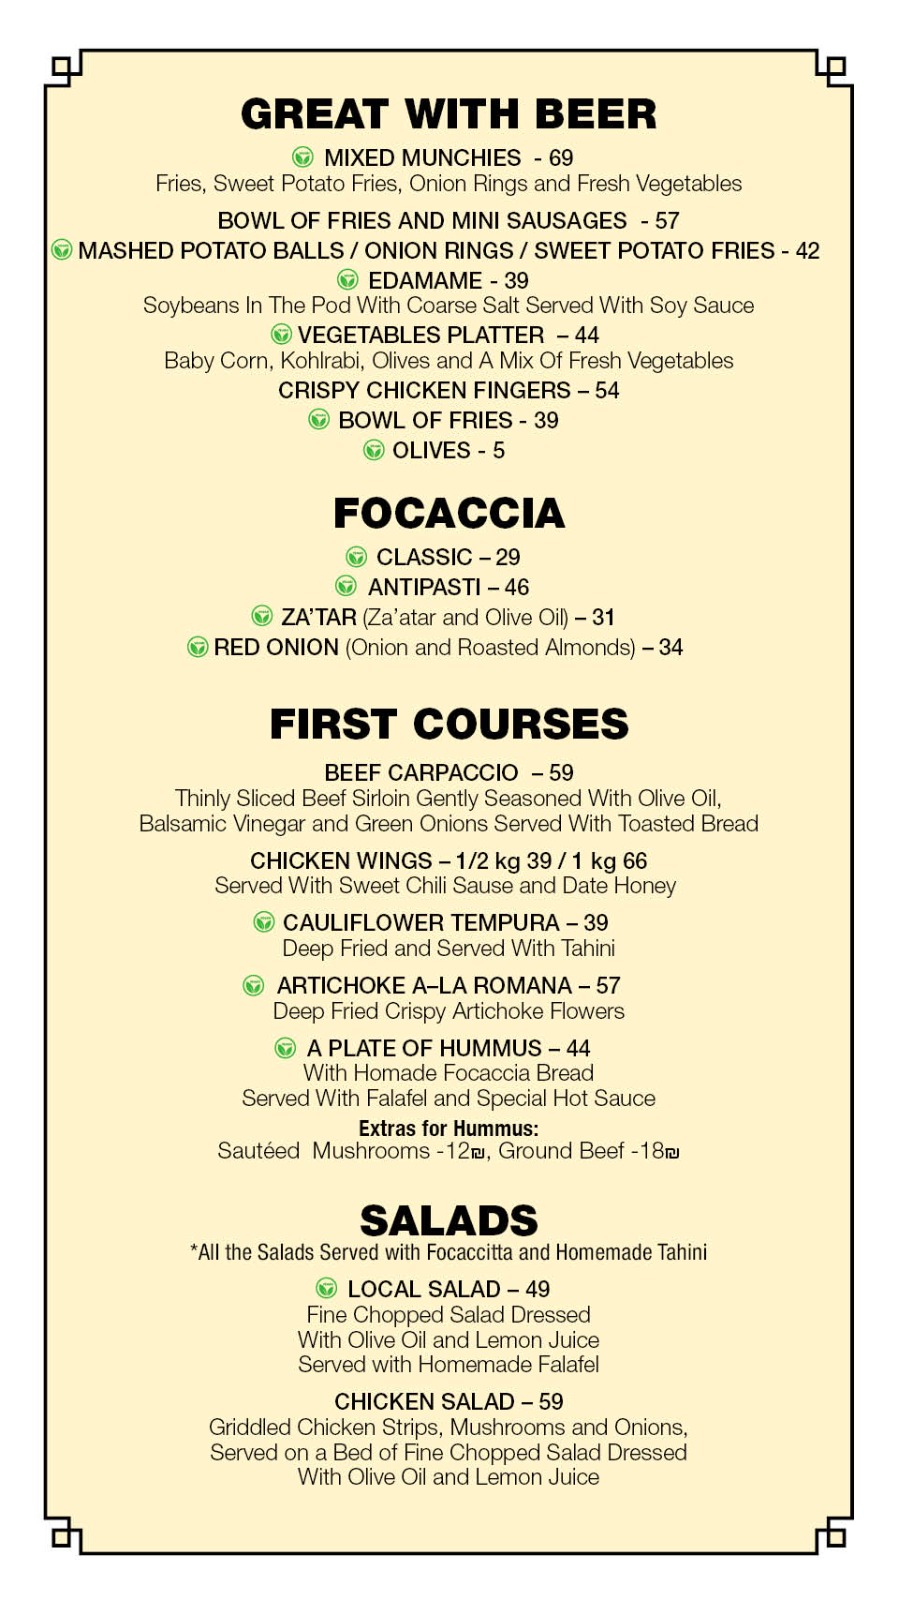 GREAT WITH BEER
MIXED MUNCHIES - 69
Fries, Sweet Potato Fries, Onion Rings and Fresh Vegetables
BOWL OF FRIES AND MINI SAUSAGES - 57
MASHED POTATO BALLS / ONION RINGS / SWEET POTATO FRIES - 42
EDAMAME - 39
Soybeans In The Pod With Coarse Salt Served With Soy Sauce
VEGETABLES PLATTER – 44
Baby Corn, Kohlrabi, Olives and A Mix Of Fresh Vegetables
CRISPY CHICKEN FINGERS – 54
BOWL OF FRIES - 39
OLIVES - 5
FOCACCIA
CLASSIC – 29
ANTIPASTI – 46
ZA’TAR (Za’atar and Olive Oil) – 31
RED ONION (Onion and Roasted Almonds) – 34
FIRST COURSES
BEEF CARPACCIO – 59
Thinly Sliced Beef Sirloin Gently Seasoned With Olive Oil,
Balsamic Vinegar and Green Onions Served With Toasted Bread
CHICKEN WINGS – 1/2 kg 39 / 1 kg 66
Served With Sweet Chili Sause and Date Honey
CAULIFLOWER TEMPURA – 39
Deep Fried and Served With Tahini
ARTICHOKE A–LA ROMANA – 57
Deep Fried Crispy Artichoke Flowers
A PLATE OF HUMMUS – 44
With Homade Focaccia Bread
Served With Falafel and Special Hot Sauce
Extras for Hummus:
Sautéed Mushrooms -12₪, Ground Beef -18₪
SALADS
*All the Salads Served with Focaccitta and Homemade Tahini
LOCAL SALAD – 49
Fine Chopped Salad Dressed
With Olive Oil and Lemon Juice
Served with Homemade Falafel
CHICKEN SALAD – 59
Griddled Chicken Strips, Mushrooms and Onions,
Served on a Bed of Fine Chopped Salad Dressed
With Olive Oil and Lemon Juice